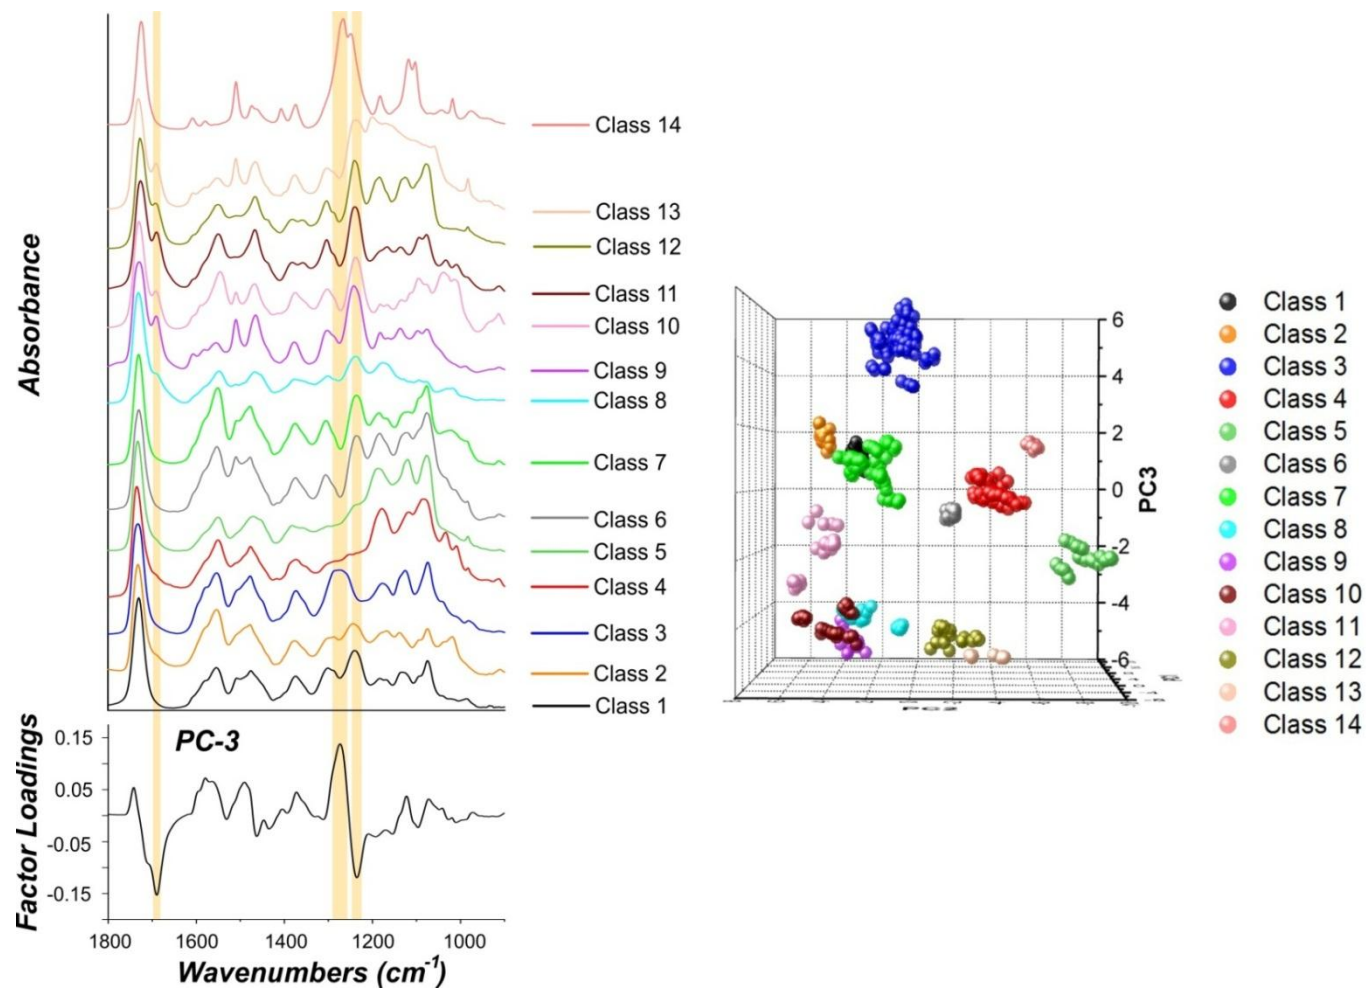 Absorbance
Class 14
Class 13
Class 12
Class 11
Class 10
Class 9
Class 8
Class 7
Class 6
Class 5
Class 4
Class 3
Class 2
Class 1
Factor Loadings
0.15
0.05
-0.05
-0.15
PC-3
1800 1600 1400 1200 1000
Wavenumbers (cm-1)
6
4
2
0
-2
-4
-6
PC3
PC2
Class 1
Class 2
Class 3
Class 4
Class 5
Class 6
Class 7
Class 8
Class 9
Class 10
Class 11
Class 12
Class 13
Class 14